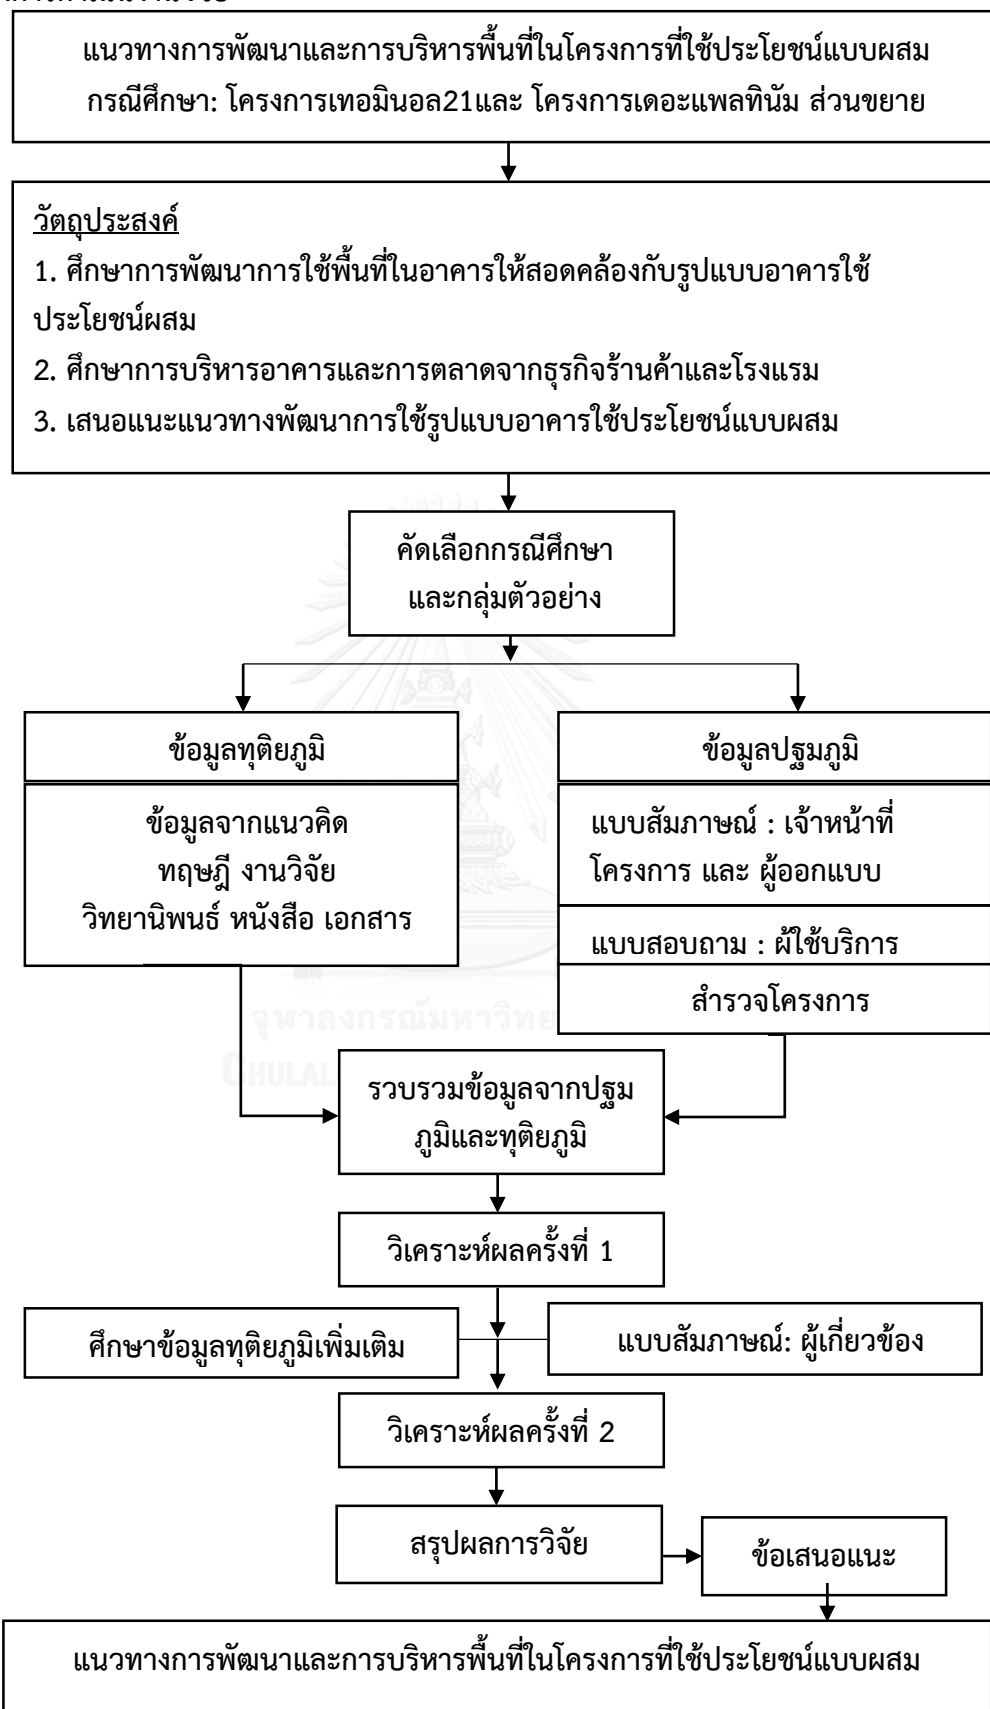 แนวทางการพัฒนาและการบริหารพื้นที่ในโครงการที่ใช้ประโยชน์แบบผสม
กรณีศึกษา: โครงการเทอมินอล21และ โครงการเดอะแพลทินัม ส่วนขยาย
วัตถุประสงค์
1. ศึกษาการพัฒนาการใช้พื้นที่ในอาคารให้สอดคล้องกับรูปแบบอาคารใช้
ประโยชน์ผสม
2. ศึกษาการบริหารอาคารและการตลาดจากธุรกิจร้านค้าและโรงแรม
3. เสนอแนะแนวทางพัฒนาการใช้รูปแบบอาคารใช้ประโยชน์แบบผสม
คัดเลือกกรณีศึกษา
และกลุ่มตัวอย่าง
ข้อมูลทุติยภูมิ
ข้อมูลจากแนวคิด
ทฤษฎี งานวิจัย
วิทยานิพนธ์ หนังสือ เอกสาร
ข้อมูลปฐมภูมิ
แบบสัมภาษณ์ : เจ้าหน้าที่
โครงการ และ ผู้ออกแบบ
แบบสอบถาม : ผู้ใช้บริการ
สำรวจโครงการ
จุฬาลงกรณ์มหาวิทย
CHULAL
รวบรวมข้อมูลจากปฐม
ภูมิและทุติยภูมิ
วิเคราะห์ผลครั้งที่ 1
ศึกษาข้อมูลทุติยภูมิเพิ่มเติม
แบบสัมภาษณ์: ผู้เกี่ยวข้อง
วิเคราะห์ผลครั้งที่ 2
สรุปผลการวิจัย
ข้อเสนอแนะ
แนวทางการพัฒนาและการบริหารพื้นที่ในโครงการที่ใช้ประโยชน์แบบผสม